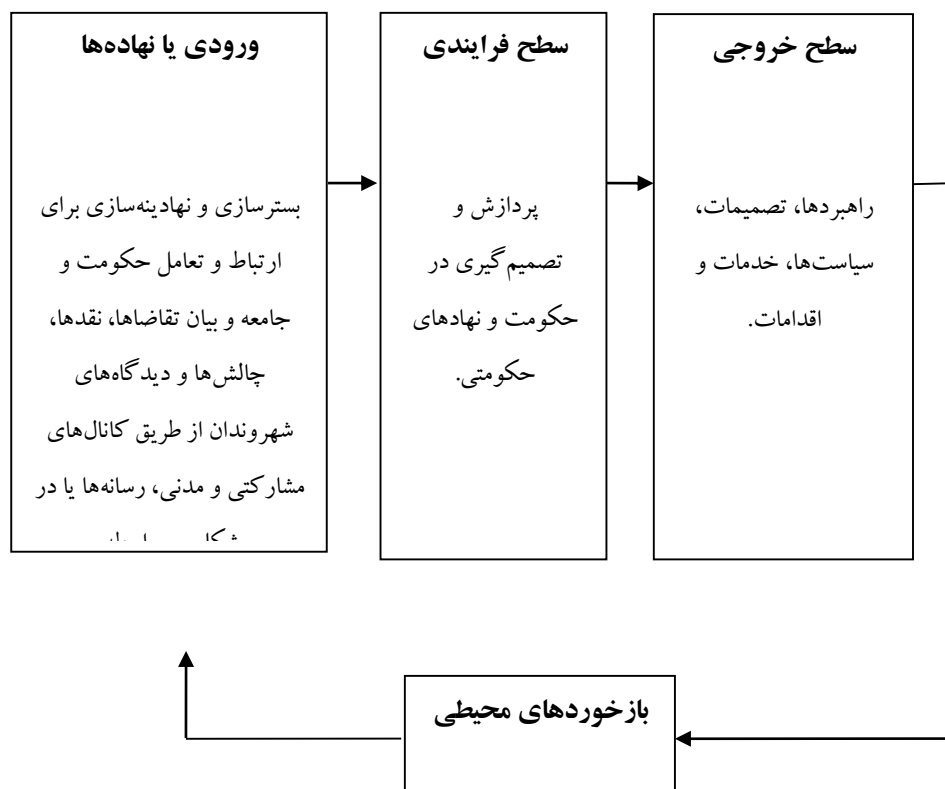 ورودی یا نهاده‌ها
بسترسازی و نهادینه‌سازی برای
ارتباط و تعامل حکومت و
جامعه و بیان تقاضاها، نقدها،
چالش‌ها و دیدگاه‌های
شهروندان از طریق کانال‌های
مشارکتی و مدنی، رسانه‌ها یا در
سطح فرایندی
پردازش و
تصمیم‌گیری در
حکومت و نهادهای
حکومتی.
سطح خروجی
راهبردها، تصمیمات،
سیاست‌ها، خدمات و
اقدامات.
بازخوردهای محیطی